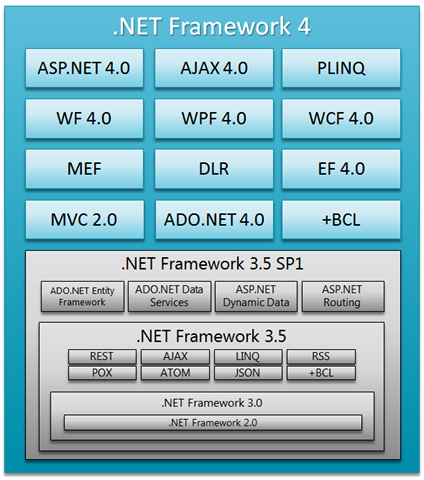 .NET Framework 4
ASP.NET 4.0 AJAX 4.0 PLINQ
WF 4.0 WPF 4.0 WCF 4.0
MEF DLR EF 4.0
MVC 2.0 ADO.NET 4.0 +BCL
.NET Framework 3.5 SP1
ADO.NET Entity Framework
ADO.NET Data Services
ASP.NET Dynamic Data
ASP.NET Routing
.NET Framework 3.5
REST AJAX LINQ RSS
POX ATOM JSON +BCL
.NET Framework 3.0
.NET Framework 2.0